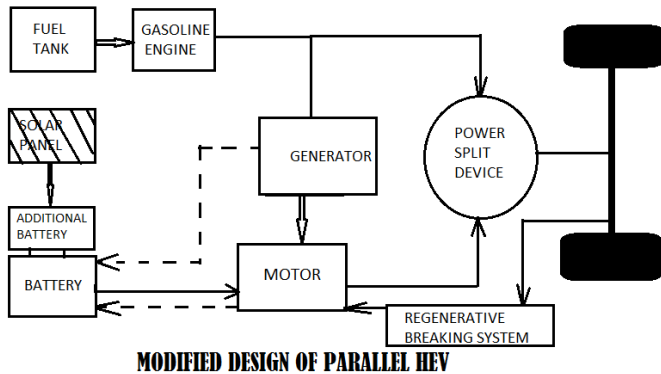 FUEL
TANK
GASOLINE
ENGINE
SOLAR
PANEL
GENERATOR
POWER
SPLIT
DEVICE
ADDITIONAL
BATTERY
BATTERY
MOTOR
REGENERATIVE
BREAKING SYSTEM
MODIFIED DESIGN OF PARALLEL HEV